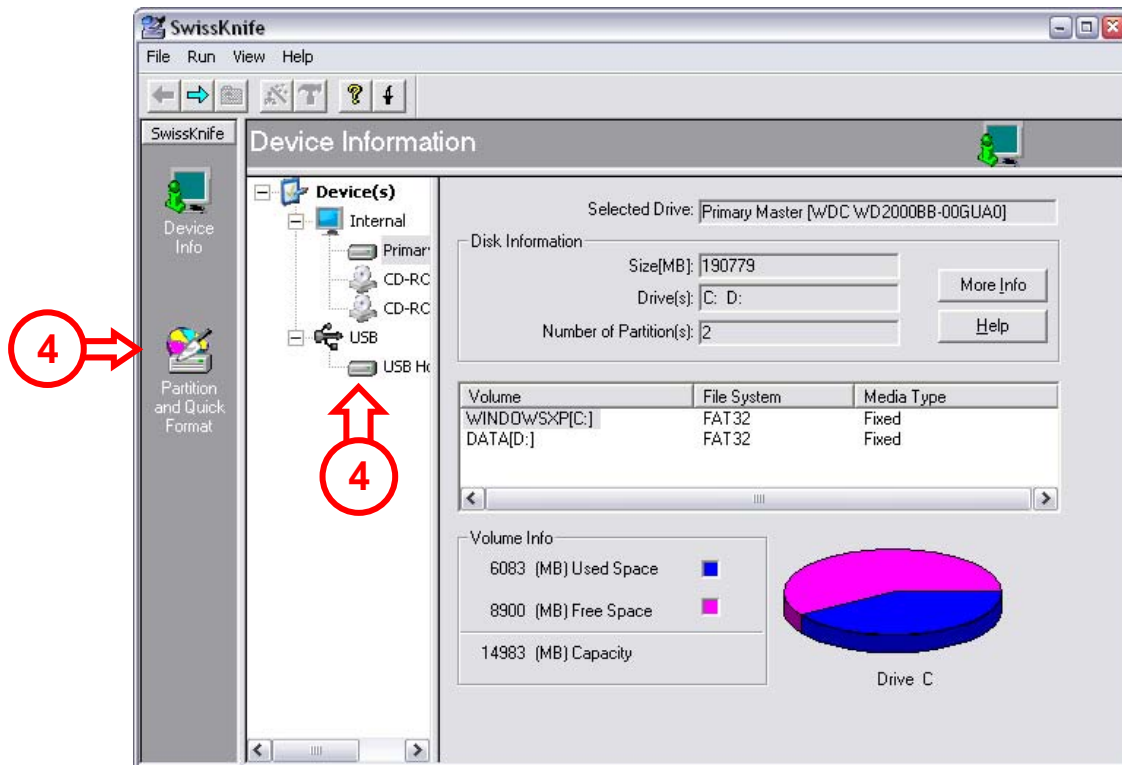 SwissKnife
File Run View Help
SwissKnife
Device Information
Device Info
Partition and Quick Format
4
Device(s)
Internal
Primar
CD-RC
CD-RC
USB
USB Ho
4
Selected Drive: Primary Master [WDC WD2000BB-00GUA0]
Disk Information
Size[MB]: 190779
Drive(s): C: D:
Number of Partition(s): 2
More Info
Help
Volume File System Media Type
WINDOWSXP[C:] FAT32 Fixed
DATA[D:] FAT32 Fixed
Volume Info
6083 (MB) Used Space
8900 (MB) Free Space
14983 (MB) Capacity
Drive C